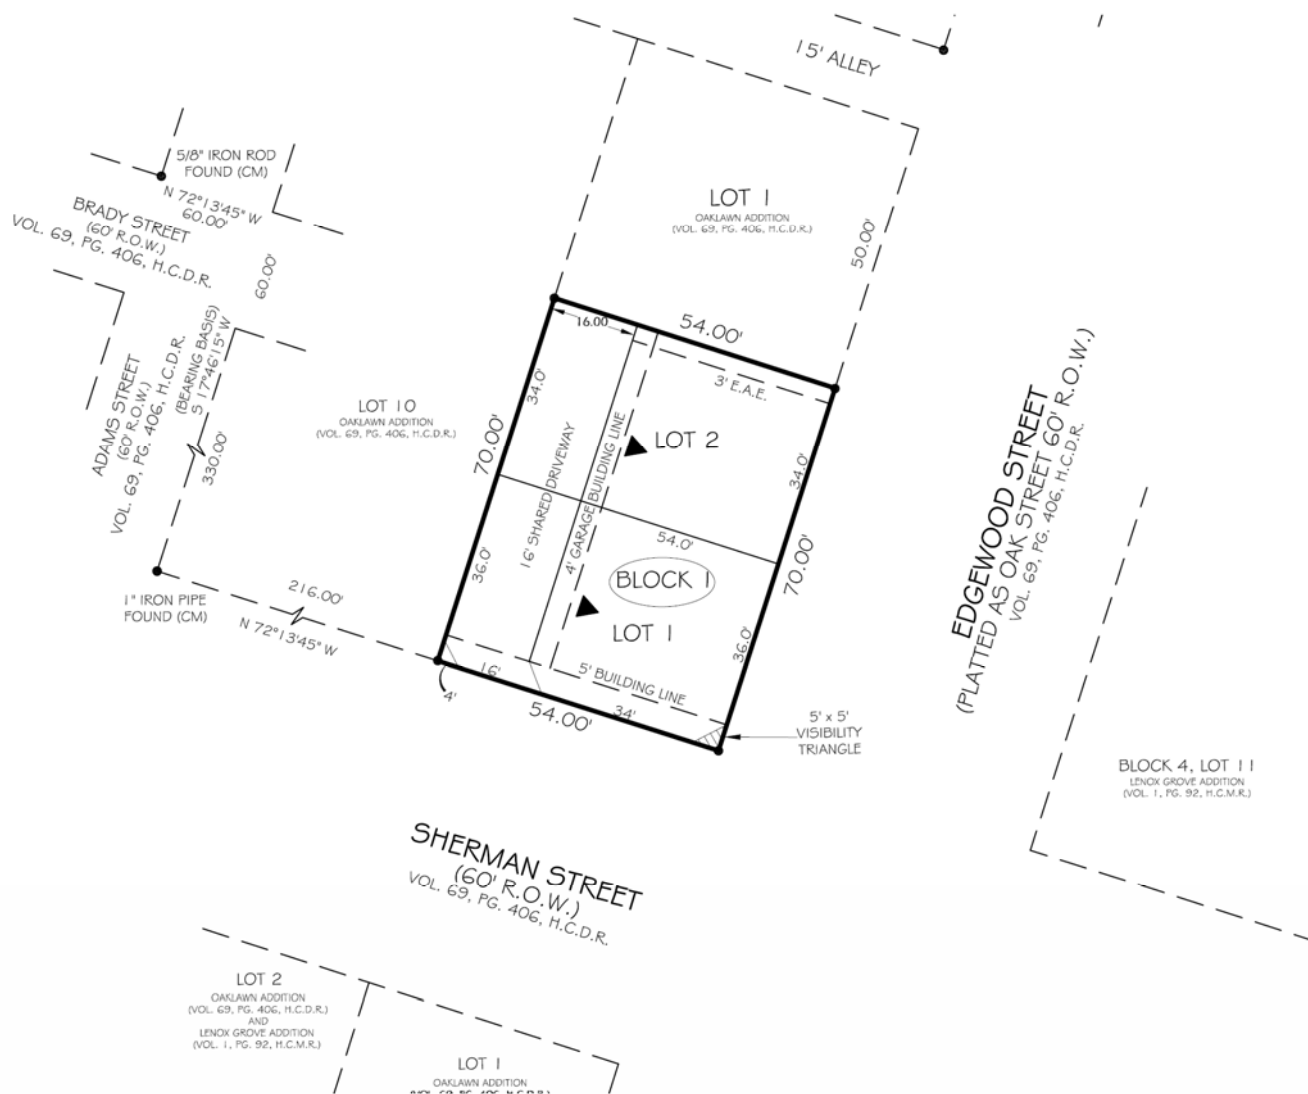 15' ALLEY
5/8" IRON ROD
FOUND (CM)
N 72°13'45" W
60.00'
BRADY STREET
(60' R.O.W.)
VOL. 69, PG. 406, H.C.D.R.
60.00'
LOT 1
OAKLAWN ADDITION
(VOL. 69, PG. 406, H.C.D.R.)
50.00'
16.00
54.00'
3' E.A.E.
34.0'
70.00'
LOT 10
OAKLAWN ADDITION
(VOL. 69, PG. 406, H.C.D.R.)
ADAMS STREET
(60' R.O.W.)
VOL. 69, PG. 406, H.C.D.R.
(BEARING BASIS)
S 17°46'15" W
330.00'
LOT 2
34.0'
16' SHARED DRIVEWAY
4' GARAGE BUILDING LINE
54.0'
36.0'
BLOCK 1
70.00'
LOT 1
36.0'
EDGEWOOD STREET
(PLATTED AS OAK STREET 60' R.O.W.)
VOL. 69, PG. 406, H.C.D.R.
1" IRON PIPE
FOUND (CM)
216.00'
N 72°13'45" W
5' BUILDING LINE
16'
4'
54.00'
34'
5' x 5'
VISIBILITY
TRIANGLE
BLOCK 4, LOT 11
LENOX GROVE ADDITION
(VOL. 1, PG. 92, H.C.M.R.)
SHERMAN STREET
(60' R.O.W.)
VOL. 69, PG. 406, H.C.D.R.
LOT 2
OAKLAWN ADDITION
(VOL. 69, PG. 406, H.C.D.R.)
AND
LENOX GROVE ADDITION
(VOL. 1, PG. 92, H.C.M.R.)
LOT 1
OAKLAWN ADDITION